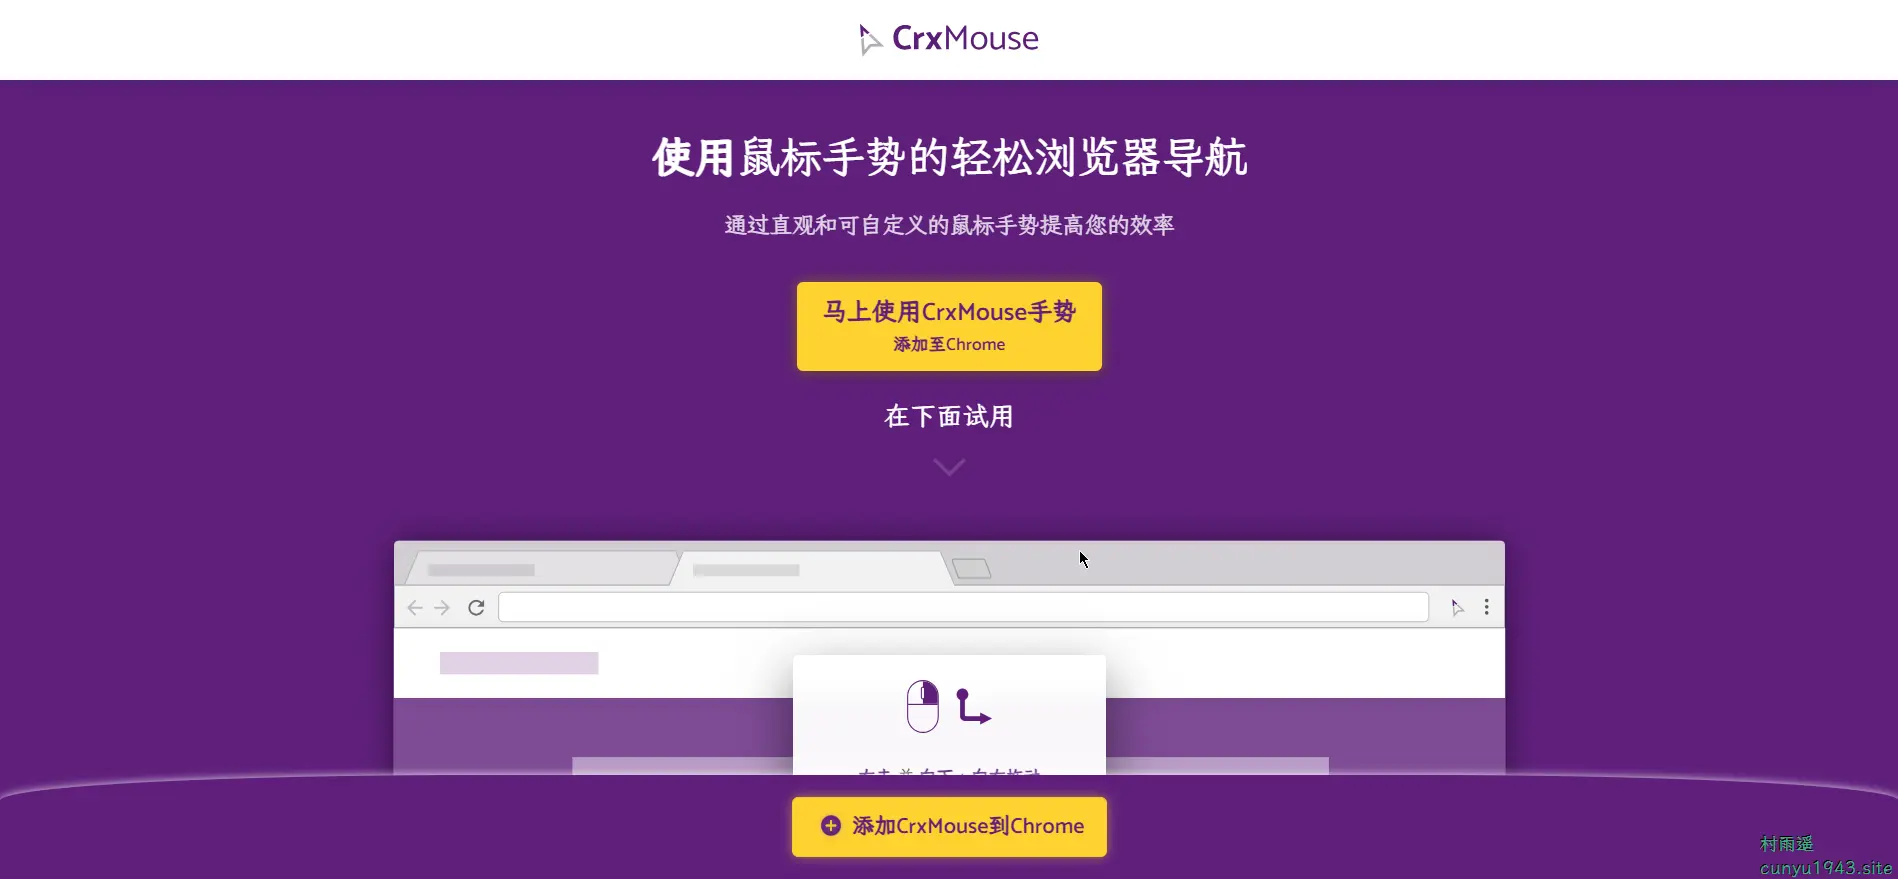 CrxMouse
使用鼠标手势的轻松浏览器导航
通过直观和可自定义的鼠标手势提高您的效率
马上使用CrxMouse手势
添加至Chrome
在下面试用
添加CrxMouse到Chrome
村雨遥
cunyu1943.site